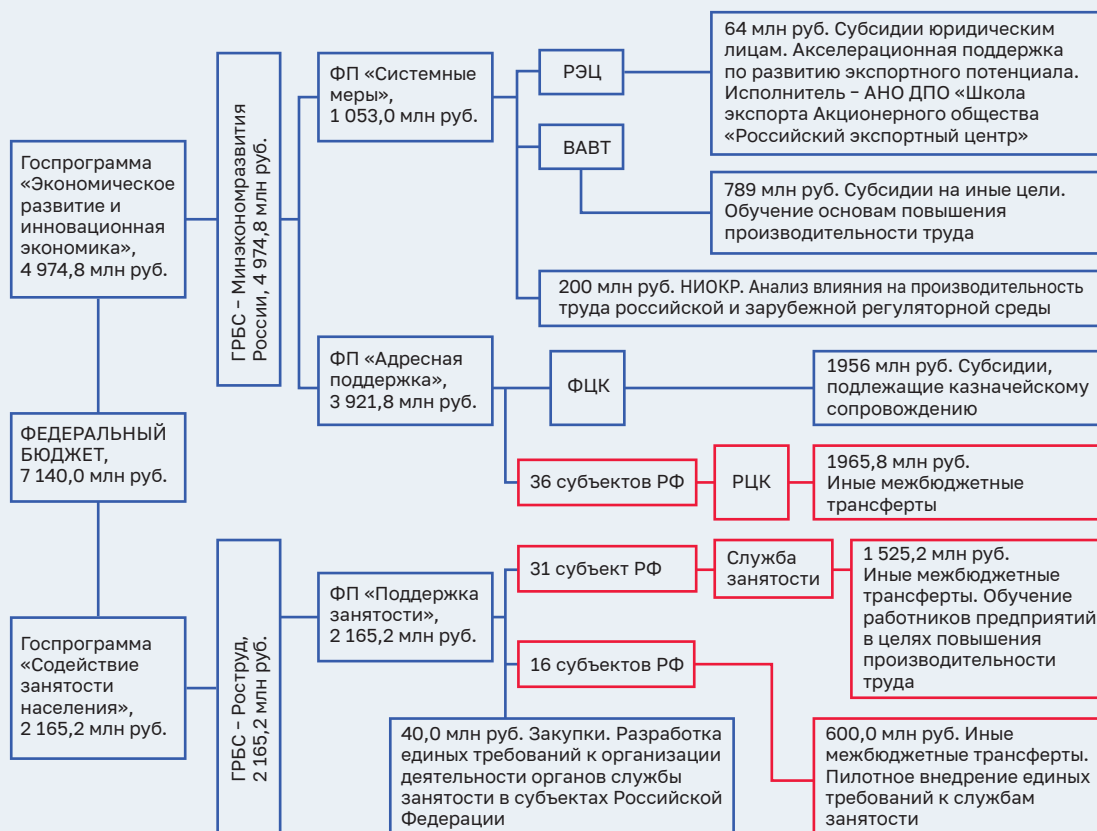 Госпрограмма
«Экономическое
развитие и
инновационная
экономика»,
4 974,8 млн руб.
ФЕДЕРАЛЬНЫЙ
БЮДЖЕТ,
7 140,0 млн руб.
Госпрограмма
«Содействие
занятости
населения»,
2 165,2 млн руб.
ГРБС – Минэкономразвития
России, 4 974,8 млн руб.
ГРБС – Роструд,
2 165,2 млн руб.
ФП «Системные
меры»,
1 053,0 млн руб.
РЭЦ
64 млн руб. Субсидии юридическим
лицам. Акселерационная поддержка
по развитию экспортного потенциала.
Исполнитель – АНО ДПО «Школа
экспорта Акционерного общества
«Российский экспортный центр»
ВАВТ
789 млн руб. Субсидии на иные цели.
Обучение основам повышения
производительности труда
200 млн руб. НИОКР. Анализ влияния на производительность
труда российской и зарубежной регуляторной среды
ФП «Адресная
поддержка»,
3 921,8 млн руб.
ФЦК
1956 млн руб. Субсидии,
подлежащие казначейскому
сопровождению
36 субъектов РФ
РЦК
1965,8 млн руб.
Иные межбюджетные
трансферты
ФП «Поддержка
занятости»,
2 165,2 млн руб.
31 субъект РФ
Служба
занятости
1 525,2 млн руб.
Иные межбюджетные
трансферты. Обучение
работников предприятий
в целях повышения
производительности
труда
16 субъектов РФ
600,0 млн руб. Иные
межбюджетные трансферты.
Пилотное внедрение единых
требований к службам
занятости
40,0 млн руб. Закупки. Разработка
единых требований к организации
деятельности органов службы
занятости в субъектах Российской
Федерации